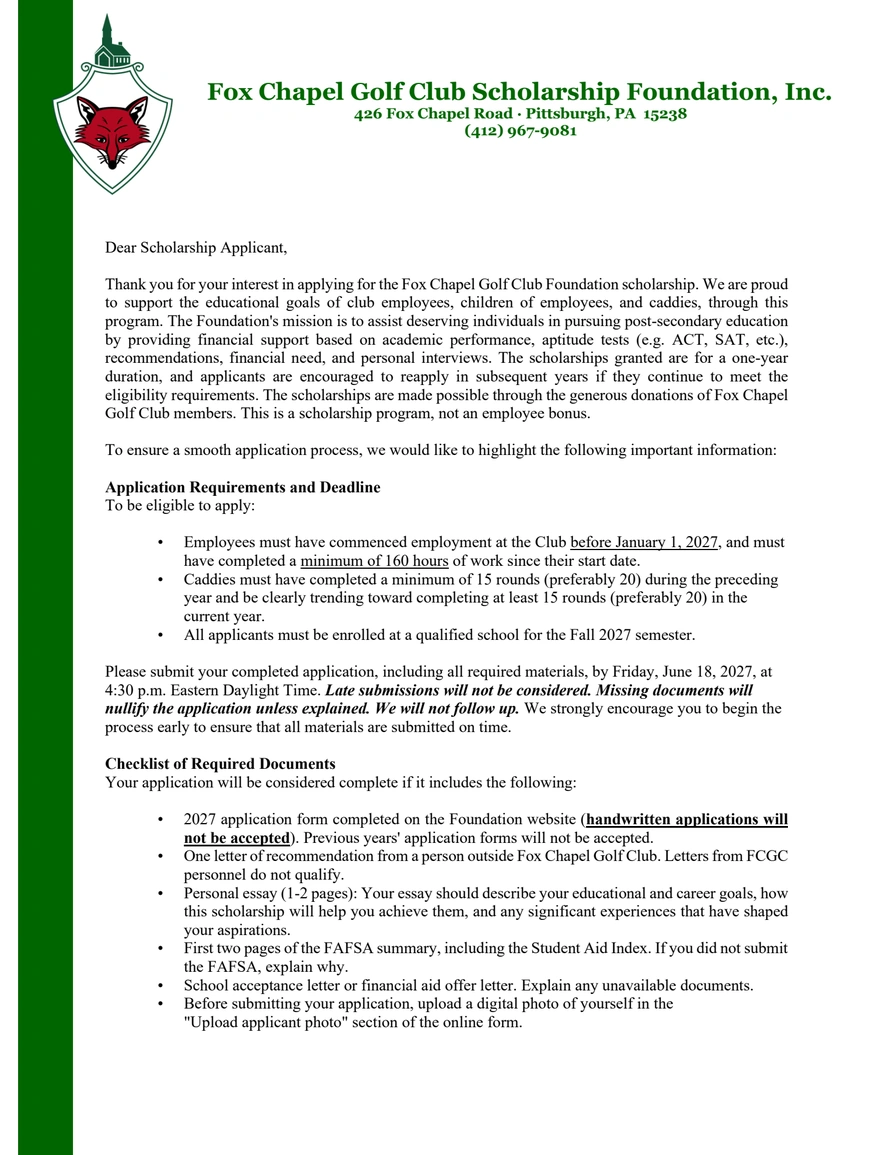 Fox Chapel Golf Club Scholarship Foundation, Inc.
426 Fox Chapel Road · Pittsburgh, PA 15238
(412) 967-9081
Dear Scholarship Applicant,
Thank you for your interest in applying for the Fox Chapel Golf Club Foundation scholarship. We are proud
to support the educational goals of club employees, children of employees, and caddies, through this
program. The Foundation's mission is to assist deserving individuals in pursuing post-secondary education
by providing financial support based on academic performance, aptitude tests (e.g. ACT, SAT, etc.),
recommendations, financial need, and personal interviews. The scholarships granted are for a one-year
duration, and applicants are encouraged to reapply in subsequent years if they continue to meet the
eligibility requirements. The scholarships are made possible through the generous donations of Fox Chapel
Golf Club members. This is a scholarship program, not an employee bonus.
To ensure a smooth application process, we would like to highlight the following important information:
Application Requirements and Deadline
To be eligible to apply:
• Employees must have commenced employment at the Club before January 1, 2027, and must
have completed a minimum of 160 hours of work since their start date.
• Caddies must have completed a minimum of 15 rounds (preferably 20) during the preceding
year and be clearly trending toward completing at least 15 rounds (preferably 20) in the
current year.
• All applicants must be enrolled at a qualified school for the Fall 2027 semester.
Please submit your completed application, including all required materials, by Friday, June 18, 2027, at
4:30 p.m. Eastern Daylight Time. Late submissions will not be considered. Missing documents will
nullify the application unless explained. We will not follow up. We strongly encourage you to begin the
process early to ensure that all materials are submitted on time.
Checklist of Required Documents
Your application will be considered complete if it includes the following:
• 2027 application form completed on the Foundation website (handwritten applications will
not be accepted). Previous years' application forms will not be accepted.
• One letter of recommendation from a person outside Fox Chapel Golf Club. Letters from FCGC
personnel do not qualify.
• Personal essay (1-2 pages): Your essay should describe your educational and career goals, how
this scholarship will help you achieve them, and any significant experiences that have shaped
your aspirations.
• First two pages of the FAFSA summary, including the Student Aid Index. If you did not submit
the FAFSA, explain why.
• School acceptance letter or financial aid offer letter. Explain any unavailable documents.
• Before submitting your application, upload a digital photo of yourself in the
"Upload applicant photo" section of the online form.